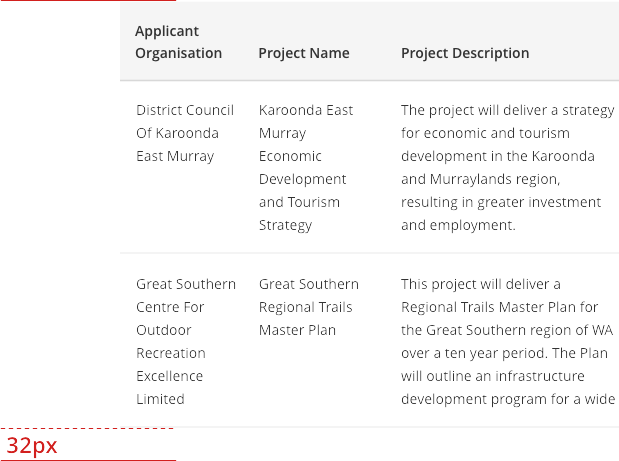 Applicant
Organisation
Project Name
Project Description
District Council
Of Karoonda
East Murray
Karoonda East
Murray
Economic
Development
and Tourism
Strategy
The project will deliver a strategy
for economic and tourism
development in the Karoonda
and Murraylands region,
resulting in greater investment
and employment.
Great Southern
Centre For
Outdoor
Recreation
Excellence
Limited
Great Southern
Regional Trails
Master Plan
This project will deliver a
Regional Trails Master Plan for
the Great Southern region of WA
over a ten year period. The Plan
will outline an infrastructure
development program for a wide
32px